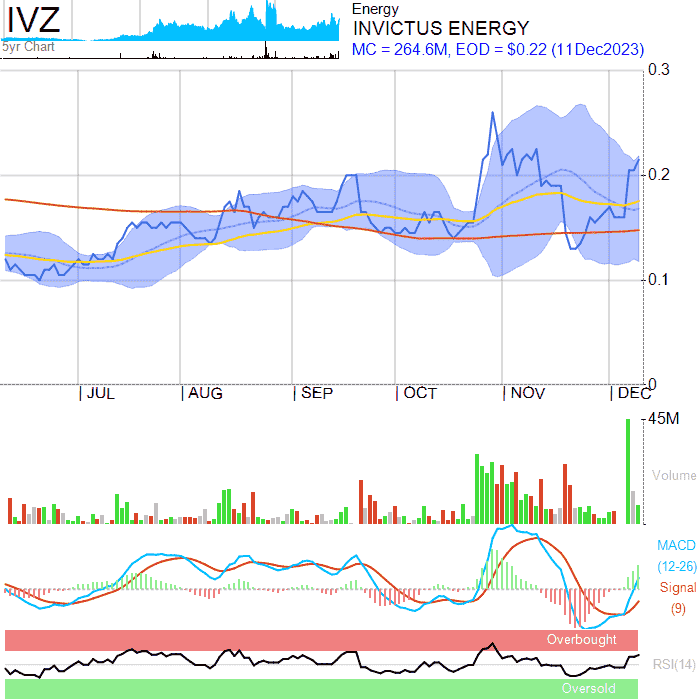 IVZ
5yr Chart
Energy
INVICTUS ENERGY
MC = 264.6M, EOD = $0.22 (11Dec2023)
0.3
0.2
0.1
0
JUL AUG SEP OCT NOV DEC
45M
Volume
MACD
(12-26)
Signal
(9)
Overbought
RSI(14)
Oversold